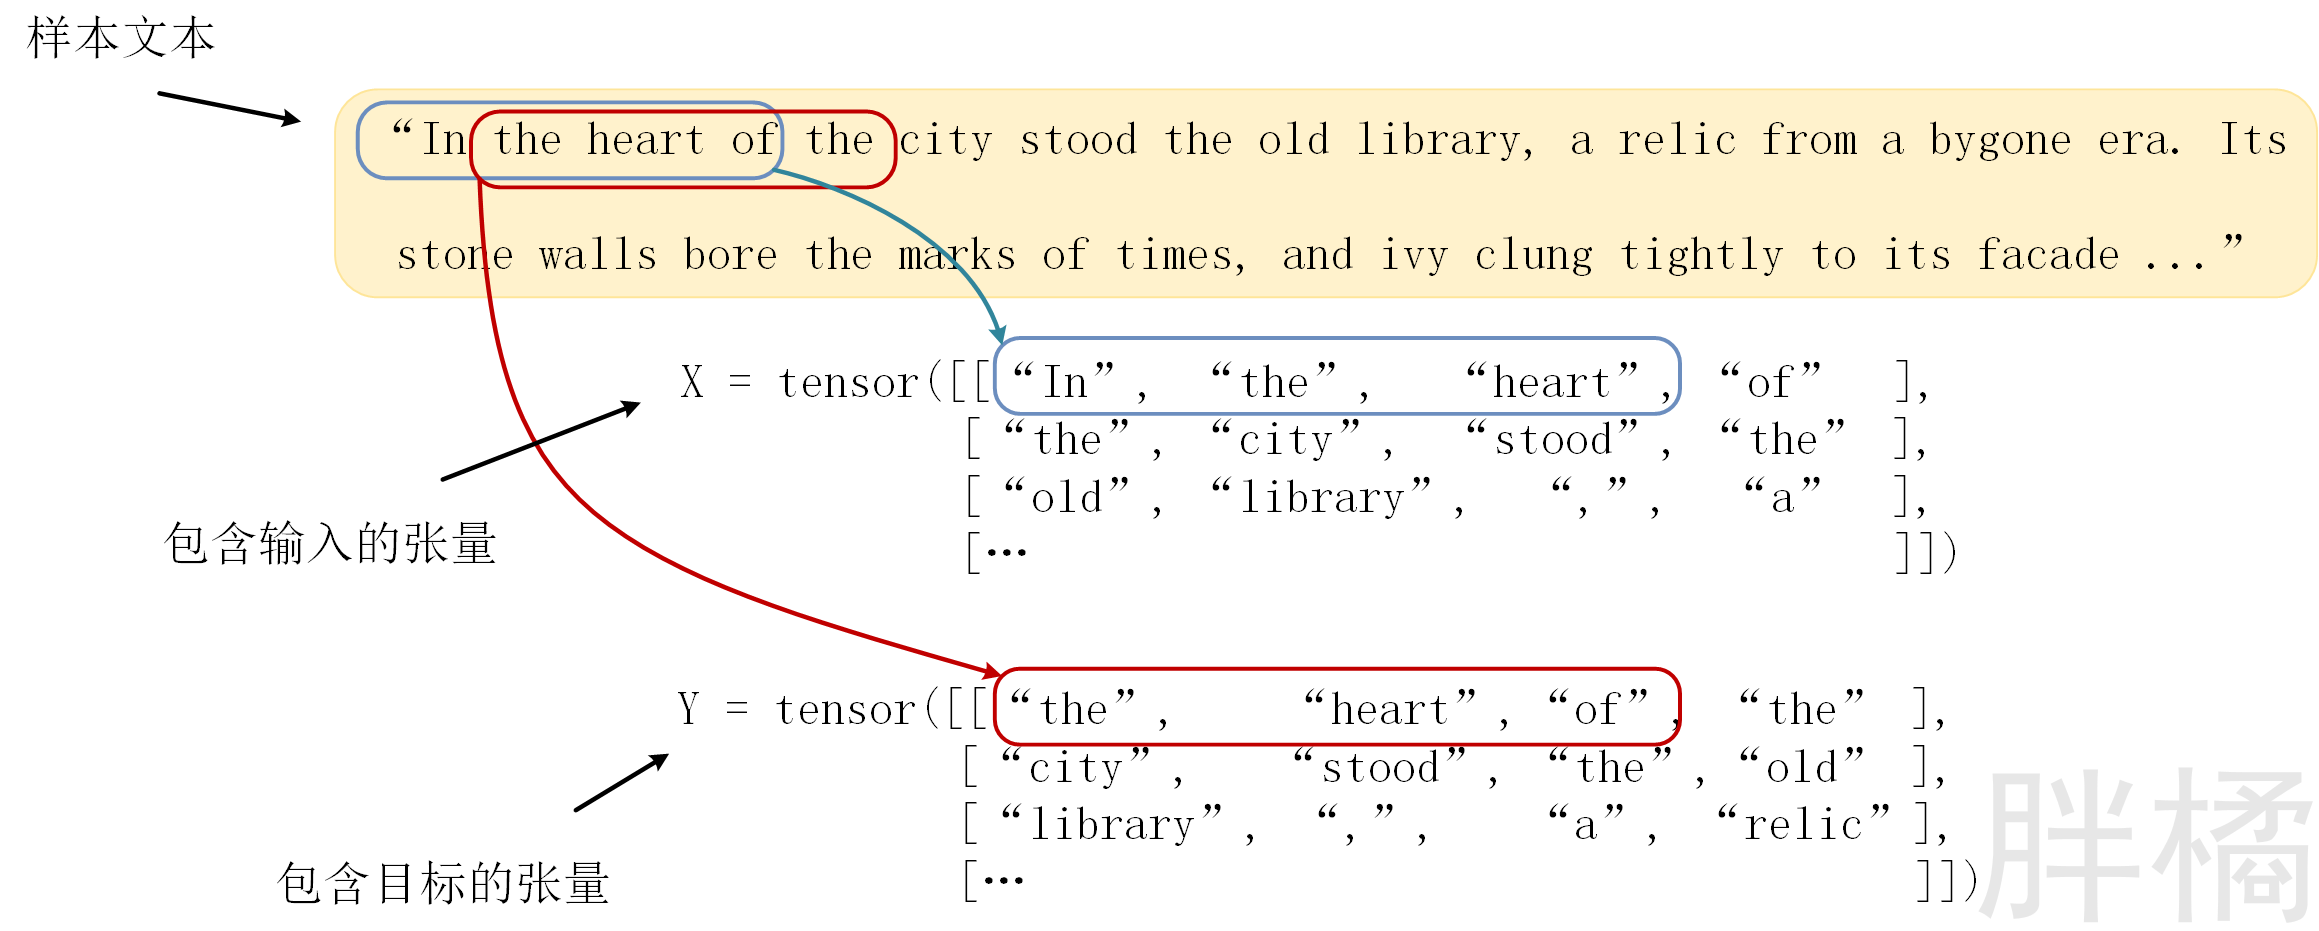 样本文本
“In the heart of the city stood the old library, a relic from a bygone era. Its
stone walls bore the marks of times, and ivy clung tightly to its facade ...”
X = tensor([[“In”, “the”, “heart”, “of” ],
[“the”, “city”, “stood”, “the” ],
[“old”, “library”, “,”, “a” ],
[… ]])
包含输入的张量
Y = tensor([[“the”, “heart”, “of”, “the” ],
[“city”, “stood”, “the”, “old” ],
[“library”, “,”, “a”, “relic” ],
[… ]])
包含目标的张量
胖橘